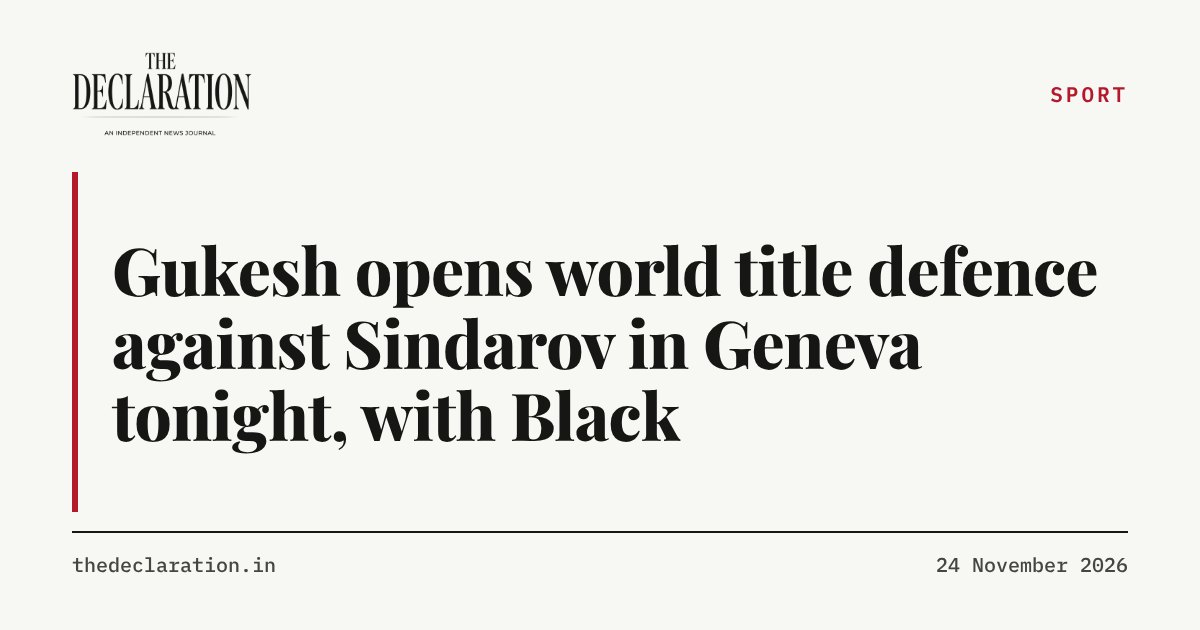 THE
DECLARATION
AN INDEPENDENT NEWS JOURNAL
SPORT
Gukesh opens world title defence
against Sindarov in Geneva
tonight, with Black
thedeclaration.in
24 November 2026